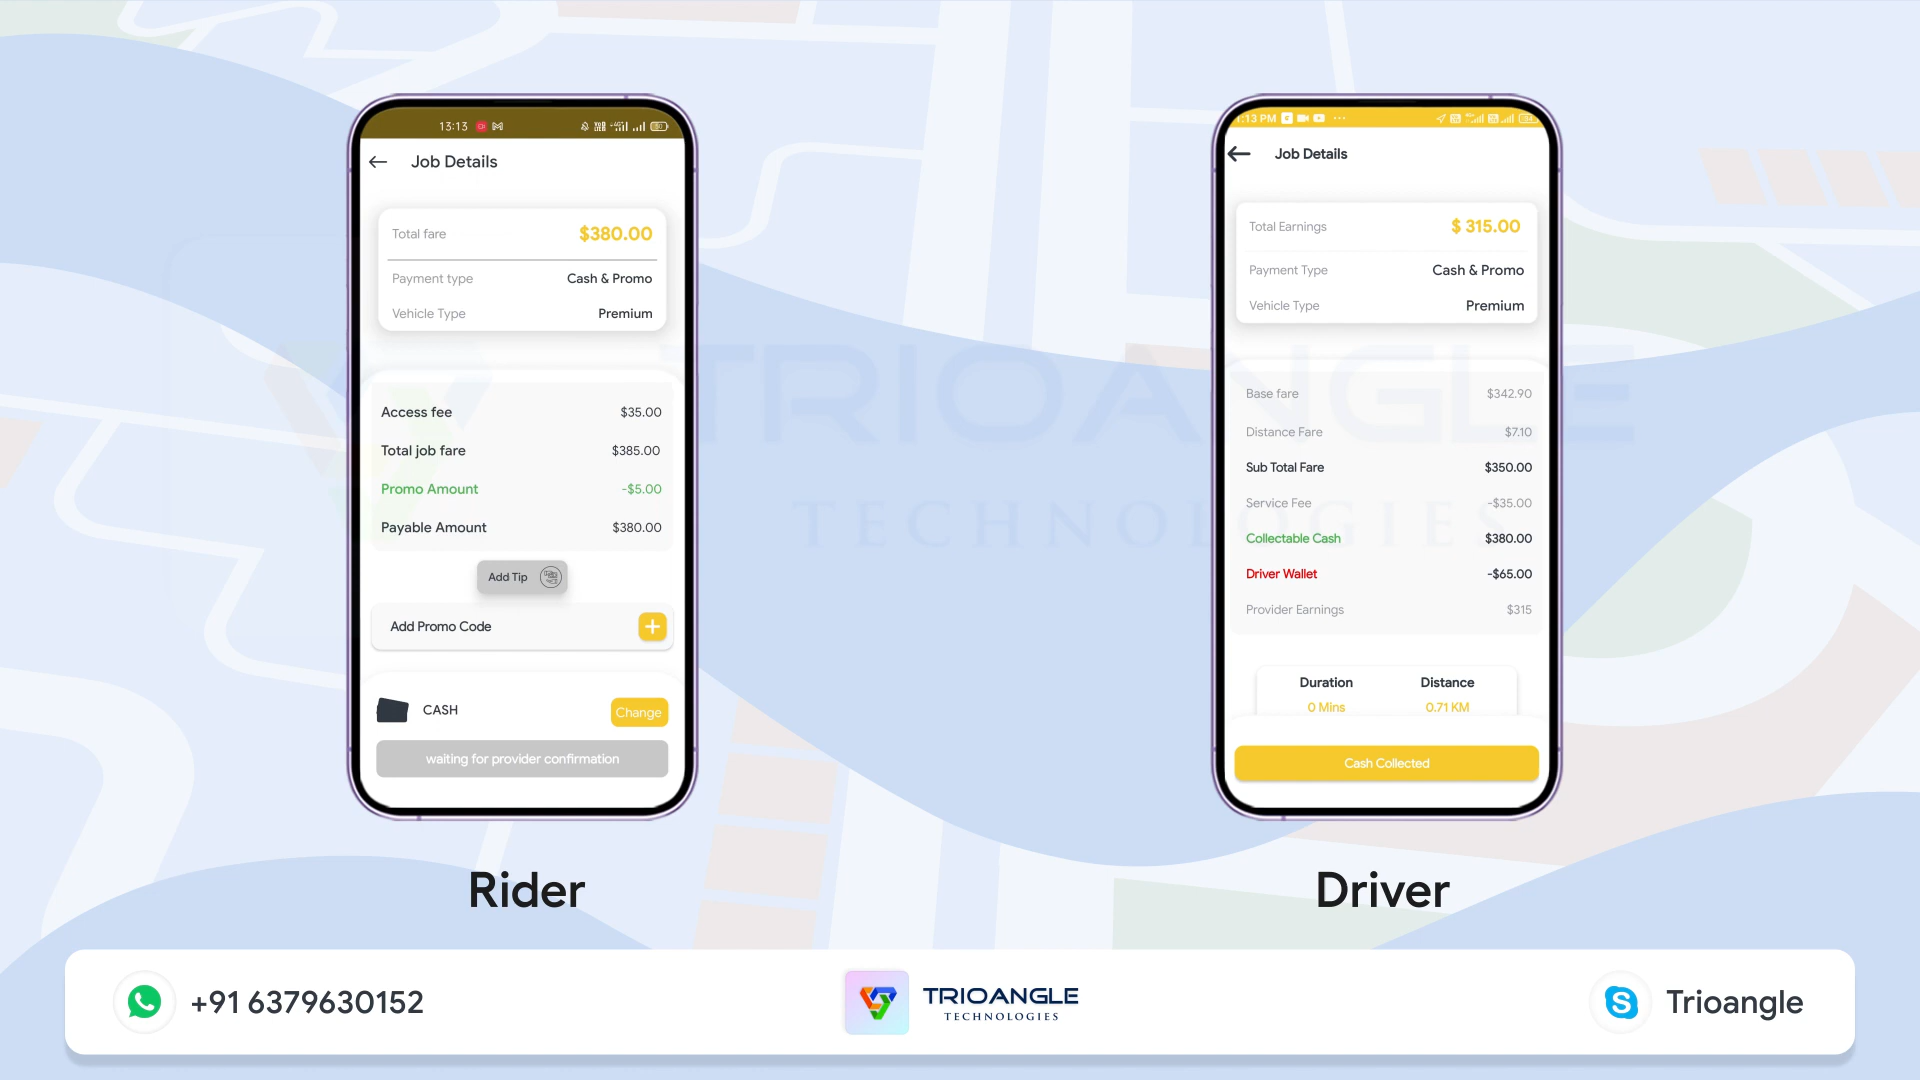 13:13
Job Details
Total fare $380.00
Payment type Cash & Promo
Vehicle Type Premium
Access fee $35.00
Total job fare $385.00
Promo Amount -$5.00
Payable Amount $380.00
Add Tip
Add Promo Code
CASH Change
waiting for provider confirmation
Rider
1:13 PM
Job Details
Total Earnings $ 315.00
Payment Type Cash & Promo
Vehicle Type Premium
Base fare $342.90
Distance Fare $7.10
Sub Total Fare $350.00
Service Fee -$35.00
Collectable Cash $380.00
Driver Wallet -$65.00
Provider Earnings $315
Duration Distance
0 Mins 0.71 KM
Cash Collected
Driver
TRIOANGLE
TECHNOLOGIES
+91 6379630152
TRIOANGLE
TECHNOLOGIES
Trioangle